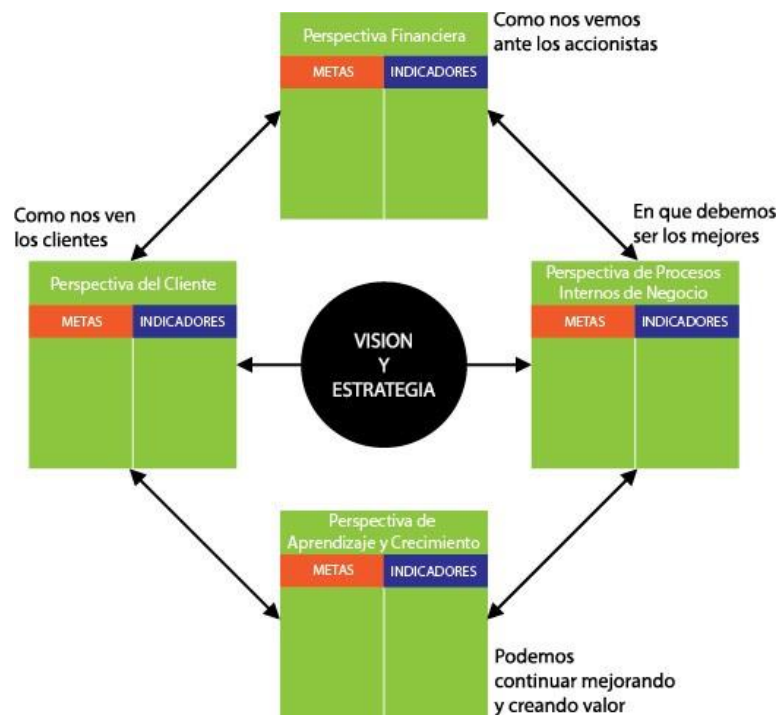 Perspectiva Financiera
METAS
INDICADORES
Como nos vemos
ante los accionistas
Como nos ven
los clientes
Perspectiva del Cliente
METAS
INDICADORES
VISION
Y
ESTRATEGIA
En que debemos
ser los mejores
Perspectiva de Procesos
Internos de Negocio
METAS
INDICADORES
Perspectiva de
Aprendizaje y Crecimiento
METAS
INDICADORES
Podemos
continuar mejorando
y creando valor